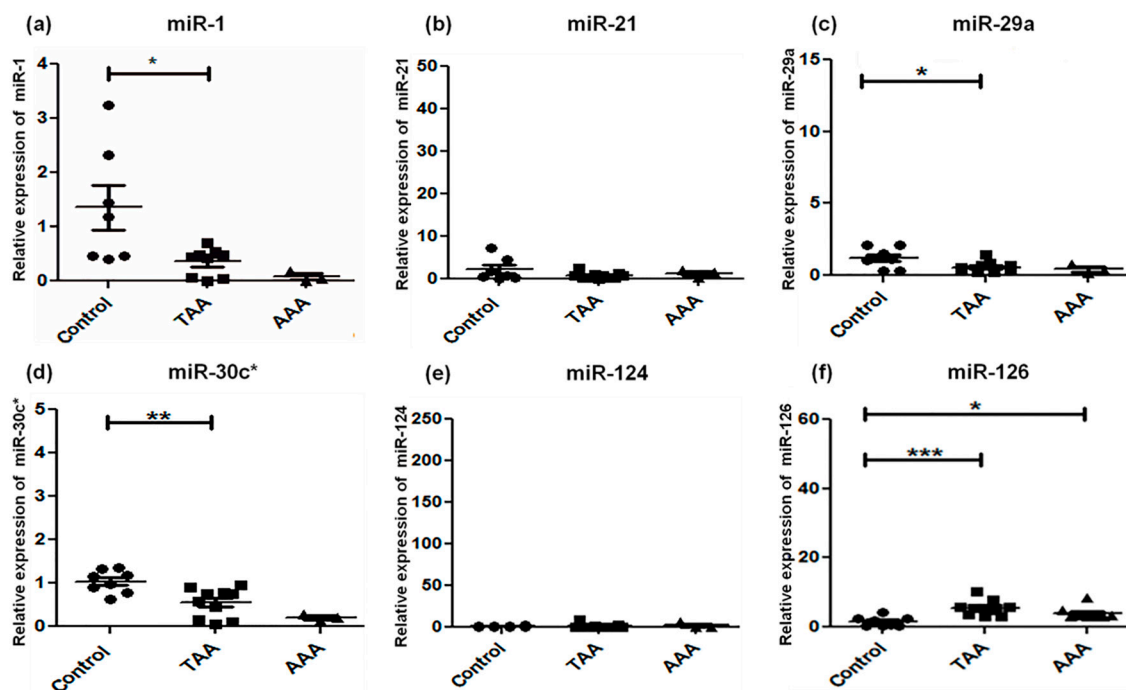 (a) miR-1
Relative expression of miR-1
4
3
2
1
0
*
Control
TAA
AAA
(b) miR-21
Relative expression of miR-21
50
40
30
20
10
0
Control
TAA
AAA
(c) miR-29a
Relative expression of miR-29a
15
10
5
0
*
Control
TAA
AAA
(d) miR-30c*
Relative expression of miR-30c*
5
4
3
2
1
0
**
Control
TAA
AAA
(e) miR-124
Relative expression of miR-124
250
200
150
100
50
0
Control
TAA
AAA
(f) miR-126
Relative expression of miR-126
60
40
20
0
*
***
Control
TAA
AAA